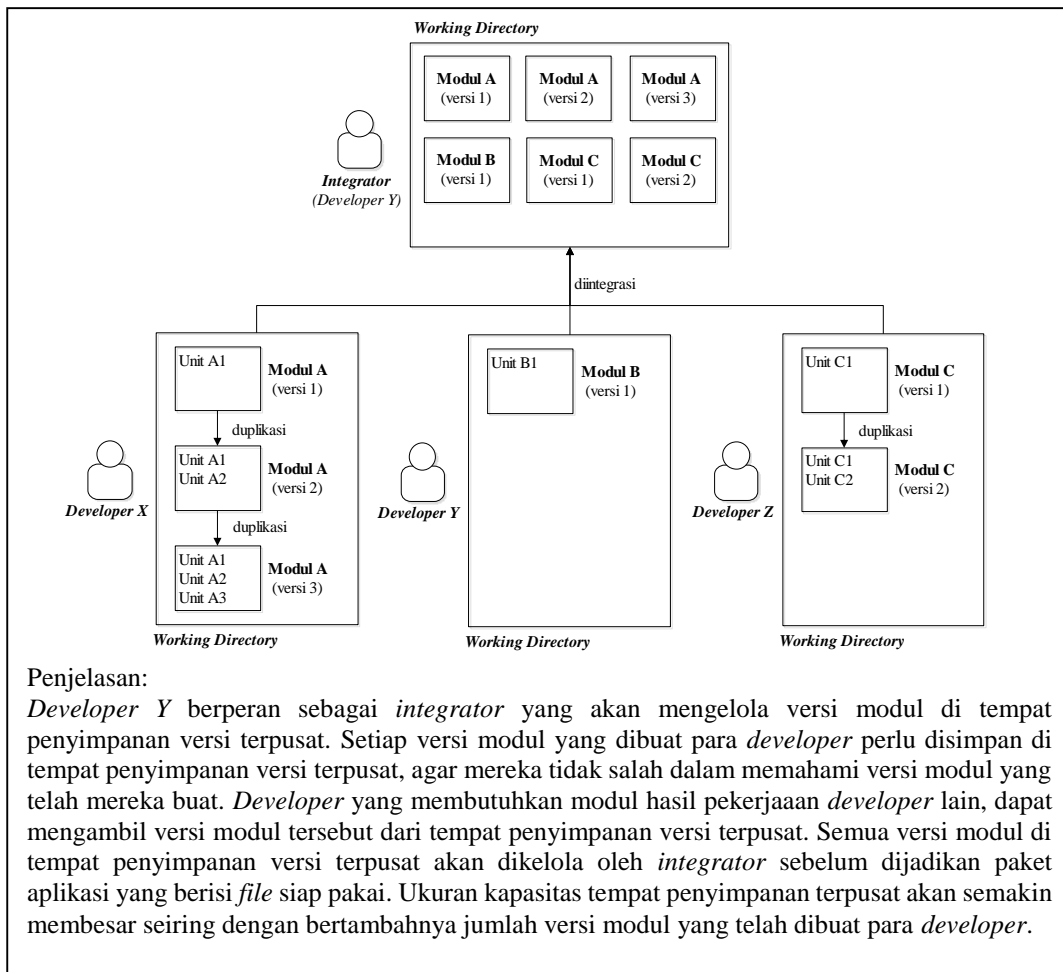 Working Directory
Modul A
(versi 1)
Modul A
(versi 2)
Modul A
(versi 3)
Modul B
(versi 1)
Modul C
(versi 1)
Modul C
(versi 2)
Integrator
(Developer Y)
diintegrasi
Unit A1
Modul A
(versi 1)
duplikasi
Unit A1
Unit A2
Modul A
(versi 2)
duplikasi
Unit A1
Unit A2
Unit A3
Modul A
(versi 3)
Developer X
Working Directory
Unit B1
Modul B
(versi 1)
Developer Y
Working Directory
Unit C1
Modul C
(versi 1)
duplikasi
Unit C1
Unit C2
Modul C
(versi 2)
Developer Z
Working Directory
Penjelasan:
Developer Y berperan sebagai integrator yang akan mengelola versi modul di tempat
penyimpanan versi terpusat. Setiap versi modul yang dibuat para developer perlu disimpan di
tempat penyimpanan versi terpusat, agar mereka tidak salah dalam memahami versi modul yang
telah mereka buat. Developer yang membutuhkan modul hasil pekerjaaan developer lain, dapat
mengambil versi modul tersebut dari tempat penyimpanan versi terpusat. Semua versi modul di
tempat penyimpanan versi terpusat akan dikelola oleh integrator sebelum dijadikan paket
aplikasi yang berisi file siap pakai. Ukuran kapasitas tempat penyimpanan terpusat akan semakin
membesar seiring dengan bertambahnya jumlah versi modul yang telah dibuat para developer.